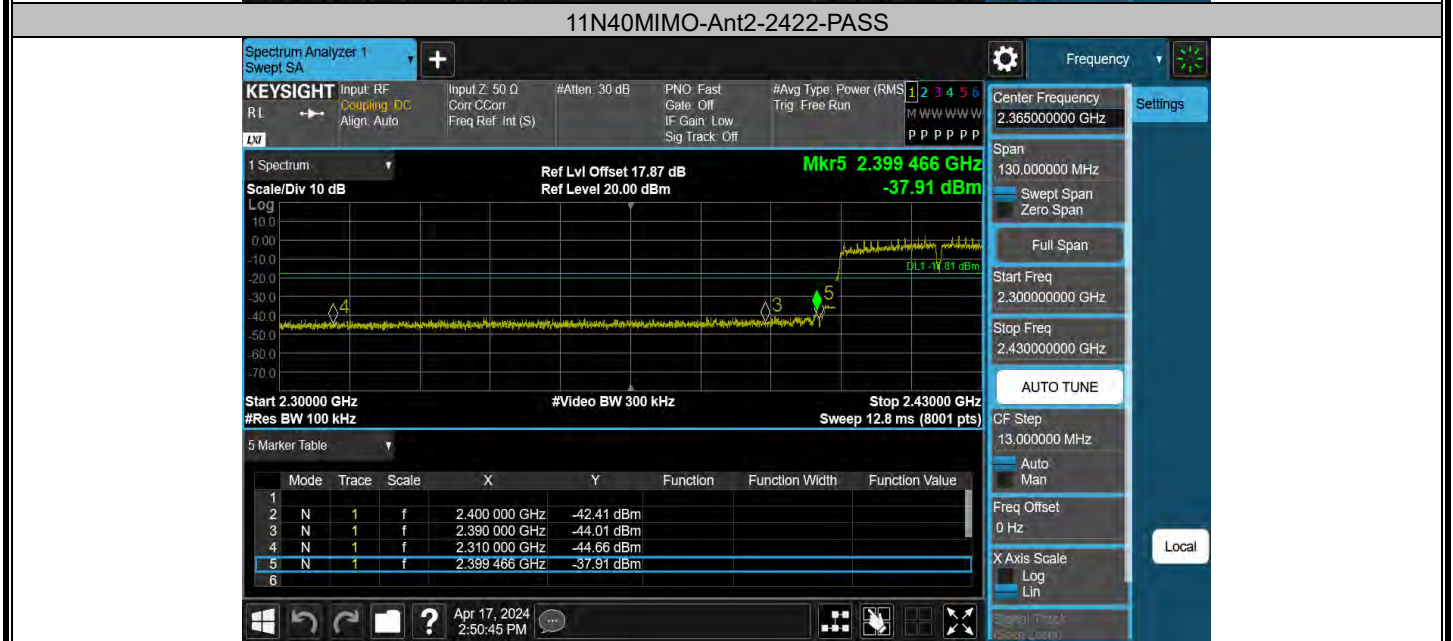 11N40MIMO-Ant2-2422-PASS
Spectrum Analyzer 1
Swept SA
+
Frequency
KEYSIGHT
RL
LXI
Input: RF
Coupling: DC
Align: Auto
Input Z: 50 Ω
Corr CCorr
Freq Ref: Int (S)
#Atten: 30 dB
PNO: Fast
Gate: Off
IF Gain: Low
Sig Track: Off
#Avg Type: Power (RMS
Trig: Free Run
1 2 3 4 5 6
M W W W W W
P P P P P P
Center Frequency
2.365000000 GHz
Settings
1 Spectrum
Scale/Div 10 dB
Ref Lvl Offset 17.87 dB
Ref Level 20.00 dBm
Mkr5 2.399 466 GHz
-37.91 dBm
Span
130.000000 MHz
Swept Span
Zero Span
Log
10.0
0.00
-10.0
-20.0
-30.0
-40.0
-50.0
-60.0
-70.0
4
3
5
Full Span
Start Freq
2.300000000 GHz
Stop Freq
2.430000000 GHz
AUTO TUNE
Start 2.30000 GHz
#Res BW 100 kHz
#Video BW 300 kHz
Stop 2.43000 GHz
Sweep 12.8 ms (8001 pts)
CF Step
13.000000 MHz
Auto
Man
5 Marker Table
Mode Trace Scale X Y Function Function Width Function Value
1
2 N 1 f 2.400 000 GHz -42.41 dBm
3 N 1 f 2.390 000 GHz -44.01 dBm
4 N 1 f 2.310 000 GHz -44.66 dBm
5 N 1 f 2.399 466 GHz -37.91 dBm
6
Freq Offset
0 Hz
Local
X Axis Scale
Log
Lin
Signal Track
(Span Zoom)
?
Apr 17, 2024
2:50:45 PM